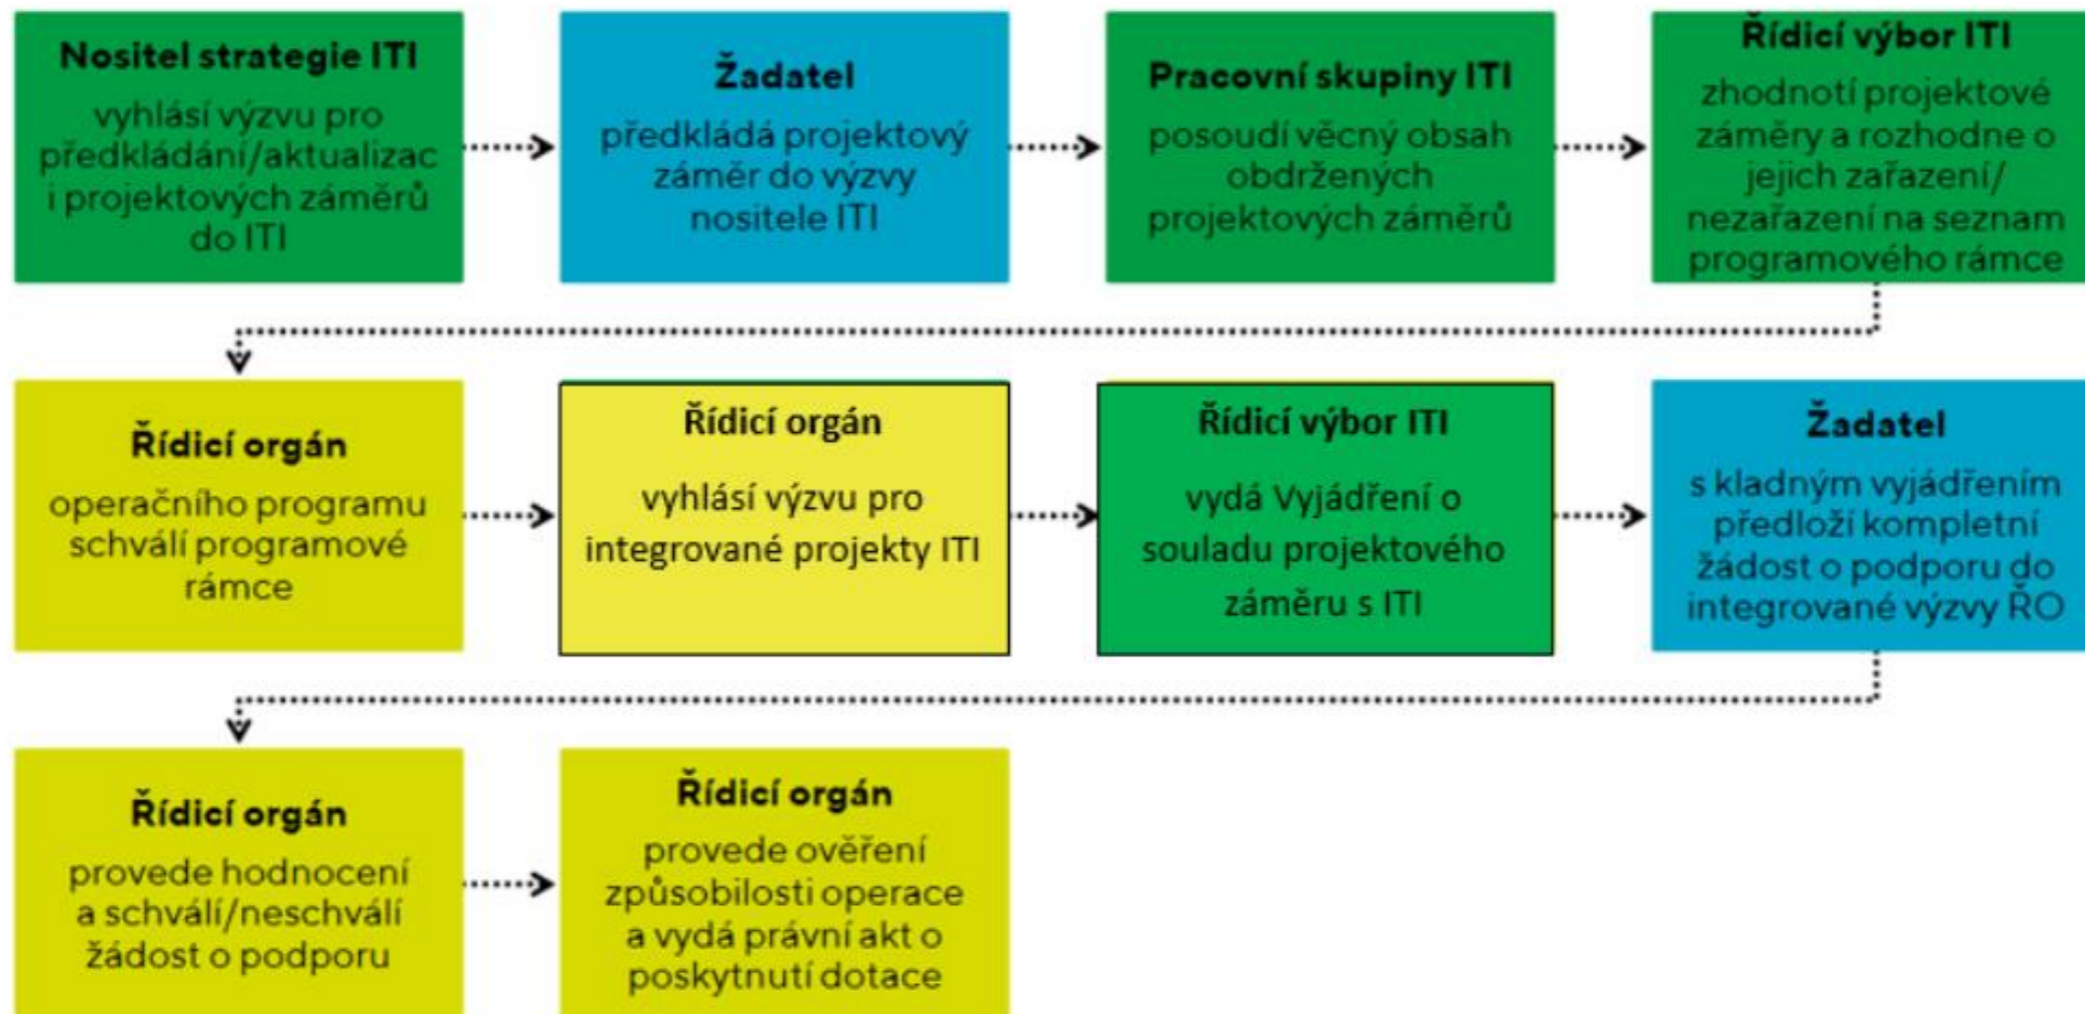 Nositel strategie ITI
vyhlásí výzvu pro
předkládání/aktualizac
i projektových záměrů
do ITI
Žadatel
předkládá projektový
záměr do výzvy
nositele ITI
Pracovní skupiny ITI
posoudí věcný obsah
obdržených
projektových záměrů
Řídicí výbor ITI
zhodnotí projektové
záměry a rozhodne o
jejich zařazení/
nezařazení na seznam
programového rámce
Řídicí orgán
operačního programu
schválí programové
rámce
Řídicí orgán
vyhlásí výzvu pro
integrované projekty ITI
Řídicí výbor ITI
vydá Vyjádření o
souladu projektového
záměru s ITI
Žadatel
s kladným vyjádřením
předloží kompletní
žádost o podporu do
integrované výzvy ŘO
Řídicí orgán
provede hodnocení
a schválí/neschválí
žádost o podporu
Řídicí orgán
provede ověření
způsobilosti operace
a vydá právní akt o
poskytnutí dotace